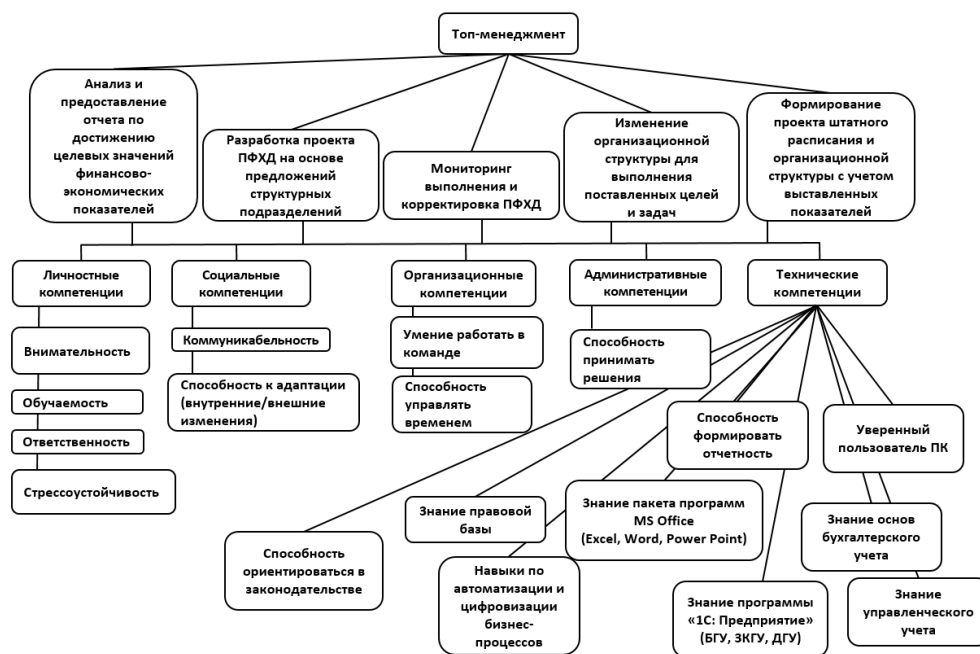 Топ-менеджмент
Анализ и
предоставление
отчета по
достижению
целевых значений
финансово-
экономических
показателей
Разработка проекта
ПФХД на основе
предложений
структурных
подразделений
Мониторинг
выполнения и
корректировка ПФХД
Изменение
организационной
структуры для
выполнения
поставленных целей
и задач
Формирование
проекта штатного
расписания и
организационной
структуры с учетом
выставленных
показателей
Личностные
компетенции
Социальные
компетенции
Организационные
компетенции
Административные
компетенции
Технические
компетенции
Внимательность
Обучаемость
Ответственность
Стрессоустойчивость
Коммуникабельность
Способность к адаптации
(внутренние/внешние
изменения)
Умение работать в
команде
Способность
управлять
временем
Способность
принимать
решения
Способность
формировать
отчетность
Уверенный
пользователь ПК
Знание правовой
базы
Знание пакета программ
MS Office
(Excel, Word, Power Point)
Знание основ
бухгалтерского
учета
Способность
ориентироваться в
законодательстве
Навыки по
автоматизации и
цифровизации
бизнес-
процессов
Знание программы
«1С: Предприятие»
(БГУ, ЗКГУ, ДГУ)
Знание
управленческого
учета